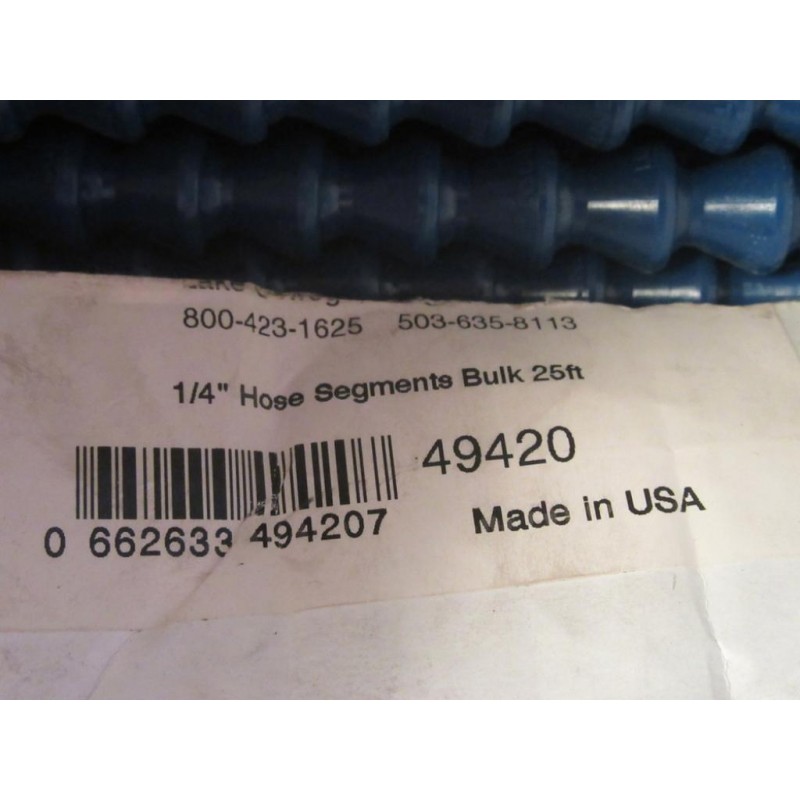 Lake
800-423-1625 503-635-8113
1/4" Hose Segments Bulk 25ft
49420
0 662633 494207
Made in USA